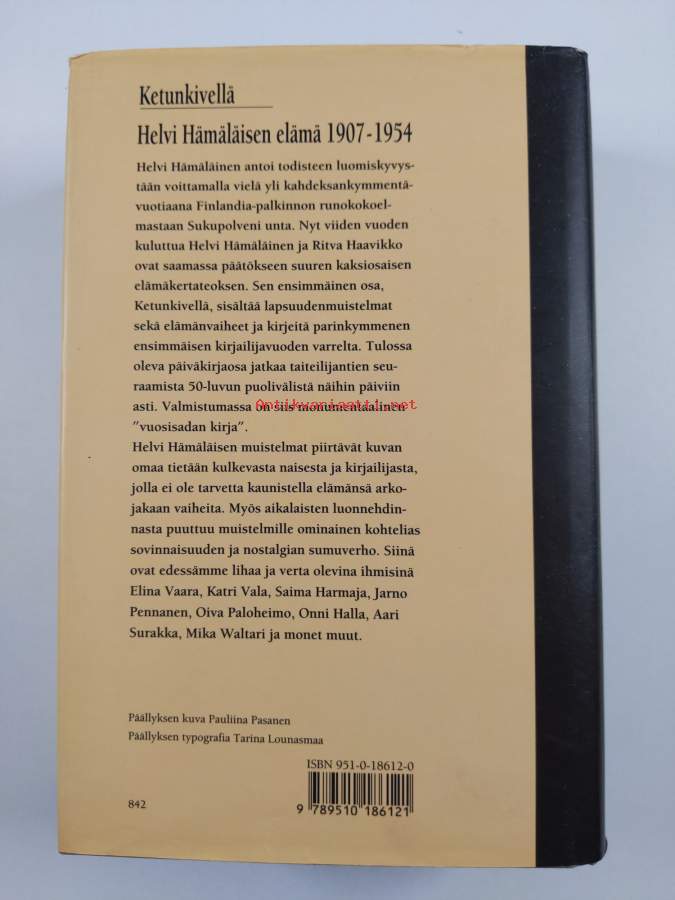 Ketunkivellä
Helvi Hämäläisen elämä 1907-1954
Helvi Hämäläinen antoi todisteen luomiskyvys-
tään voittamalla vielä yli kahdeksankymmentä-
vuotiaana Finlandia-palkinnon runokokoel-
mastaan Sukupolveni unta. Nyt viiden vuoden
kuluttua Helvi Hämäläinen ja Ritva Haavikko
ovat saamassa päätökseen suuren kaksiosaisen
elämäkertateoksen. Sen ensimmäinen osa,
Ketunkivellä, sisältää lapsuudenmuistelmat
sekä elämänvaiheet ja kirjeitä parinkymmenen
ensimmäisen kirjailijavuoden varrelta. Tulossa
oleva päiväkirjaosa jatkaa taiteilijantien seu-
raamista 50-luvun puolivälistä näihin päiviin
asti. Valmistumassa on siis monumentaalinen
Antikvariaatti.net
”vuosisadan kirja”.
Helvi Hämäläisen muistelmat piirtävät kuvan
omaa tietään kulkevasta naisesta ja kirjailijasta,
jolla ei ole tarvetta kaunistella elämänsä arko-
jakaan vaiheita. Myös aikalaisten luonnehdin-
nasta puuttuu muistelmille ominainen kohtelias
sovinnaisuuden ja nostalgian sumuverho. Siinä
ovat edessämme lihaa ja verta olevina ihmisinä
Elina Vaara, Katri Vala, Saima Harmaja, Jarno
Pennanen, Oiva Paloheimo, Onni Halla, Aari
Surakka, Mika Waltari ja monet muut.
Päällyksen kuva Pauliina Pasanen
Päällyksen typografia Tarina Lounasmaa
ISBN 951-0-18612-0
842
9 789510 186121